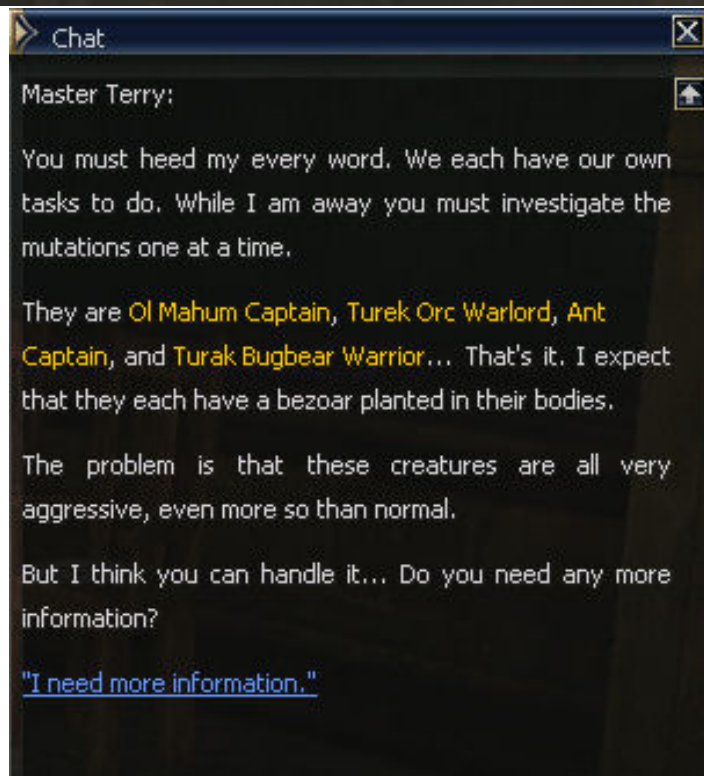 Chat
Master Terry:
You must heed my every word. We each have our own
tasks to do. While I am away you must investigate the
mutations one at a time.
They are Ol Mahum Captain, Turek Orc Warlord, Ant
Captain, and Turak Bugbear Warrior... That's it. I expect
that they each have a bezoar planted in their bodies.
The problem is that these creatures are all very
aggressive, even more so than normal.
But I think you can handle it... Do you need any more
information?
"I need more information."